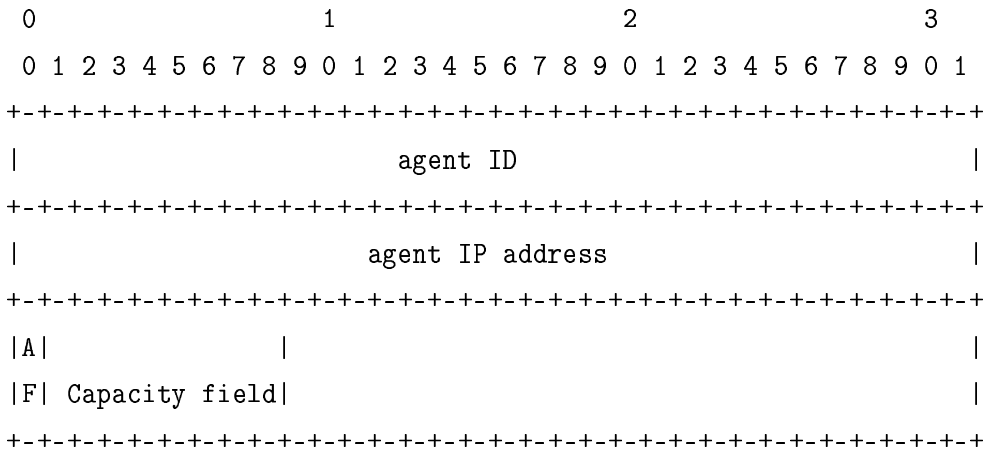 0                   1                   2                   3
0 1 2 3 4 5 6 7 8 9 0 1 2 3 4 5 6 7 8 9 0 1 2 3 4 5 6 7 8 9 0 1
+-+-+-+-+-+-+-+-+-+-+-+-+-+-+-+-+-+-+-+-+-+-+-+-+-+-+-+-+-+-+-+-+
|                         agent ID                              |
+-+-+-+-+-+-+-+-+-+-+-+-+-+-+-+-+-+-+-+-+-+-+-+-+-+-+-+-+-+-+-+-+
|                       agent IP address                        |
+-+-+-+-+-+-+-+-+-+-+-+-+-+-+-+-+-+-+-+-+-+-+-+-+-+-+-+-+-+-+-+-+
|A|               |                                             |
|F| Capacity field|                                             |
+-+-+-+-+-+-+-+-+-+-+-+-+-+-+-+-+-+-+-+-+-+-+-+-+-+-+-+-+-+-+-+-+